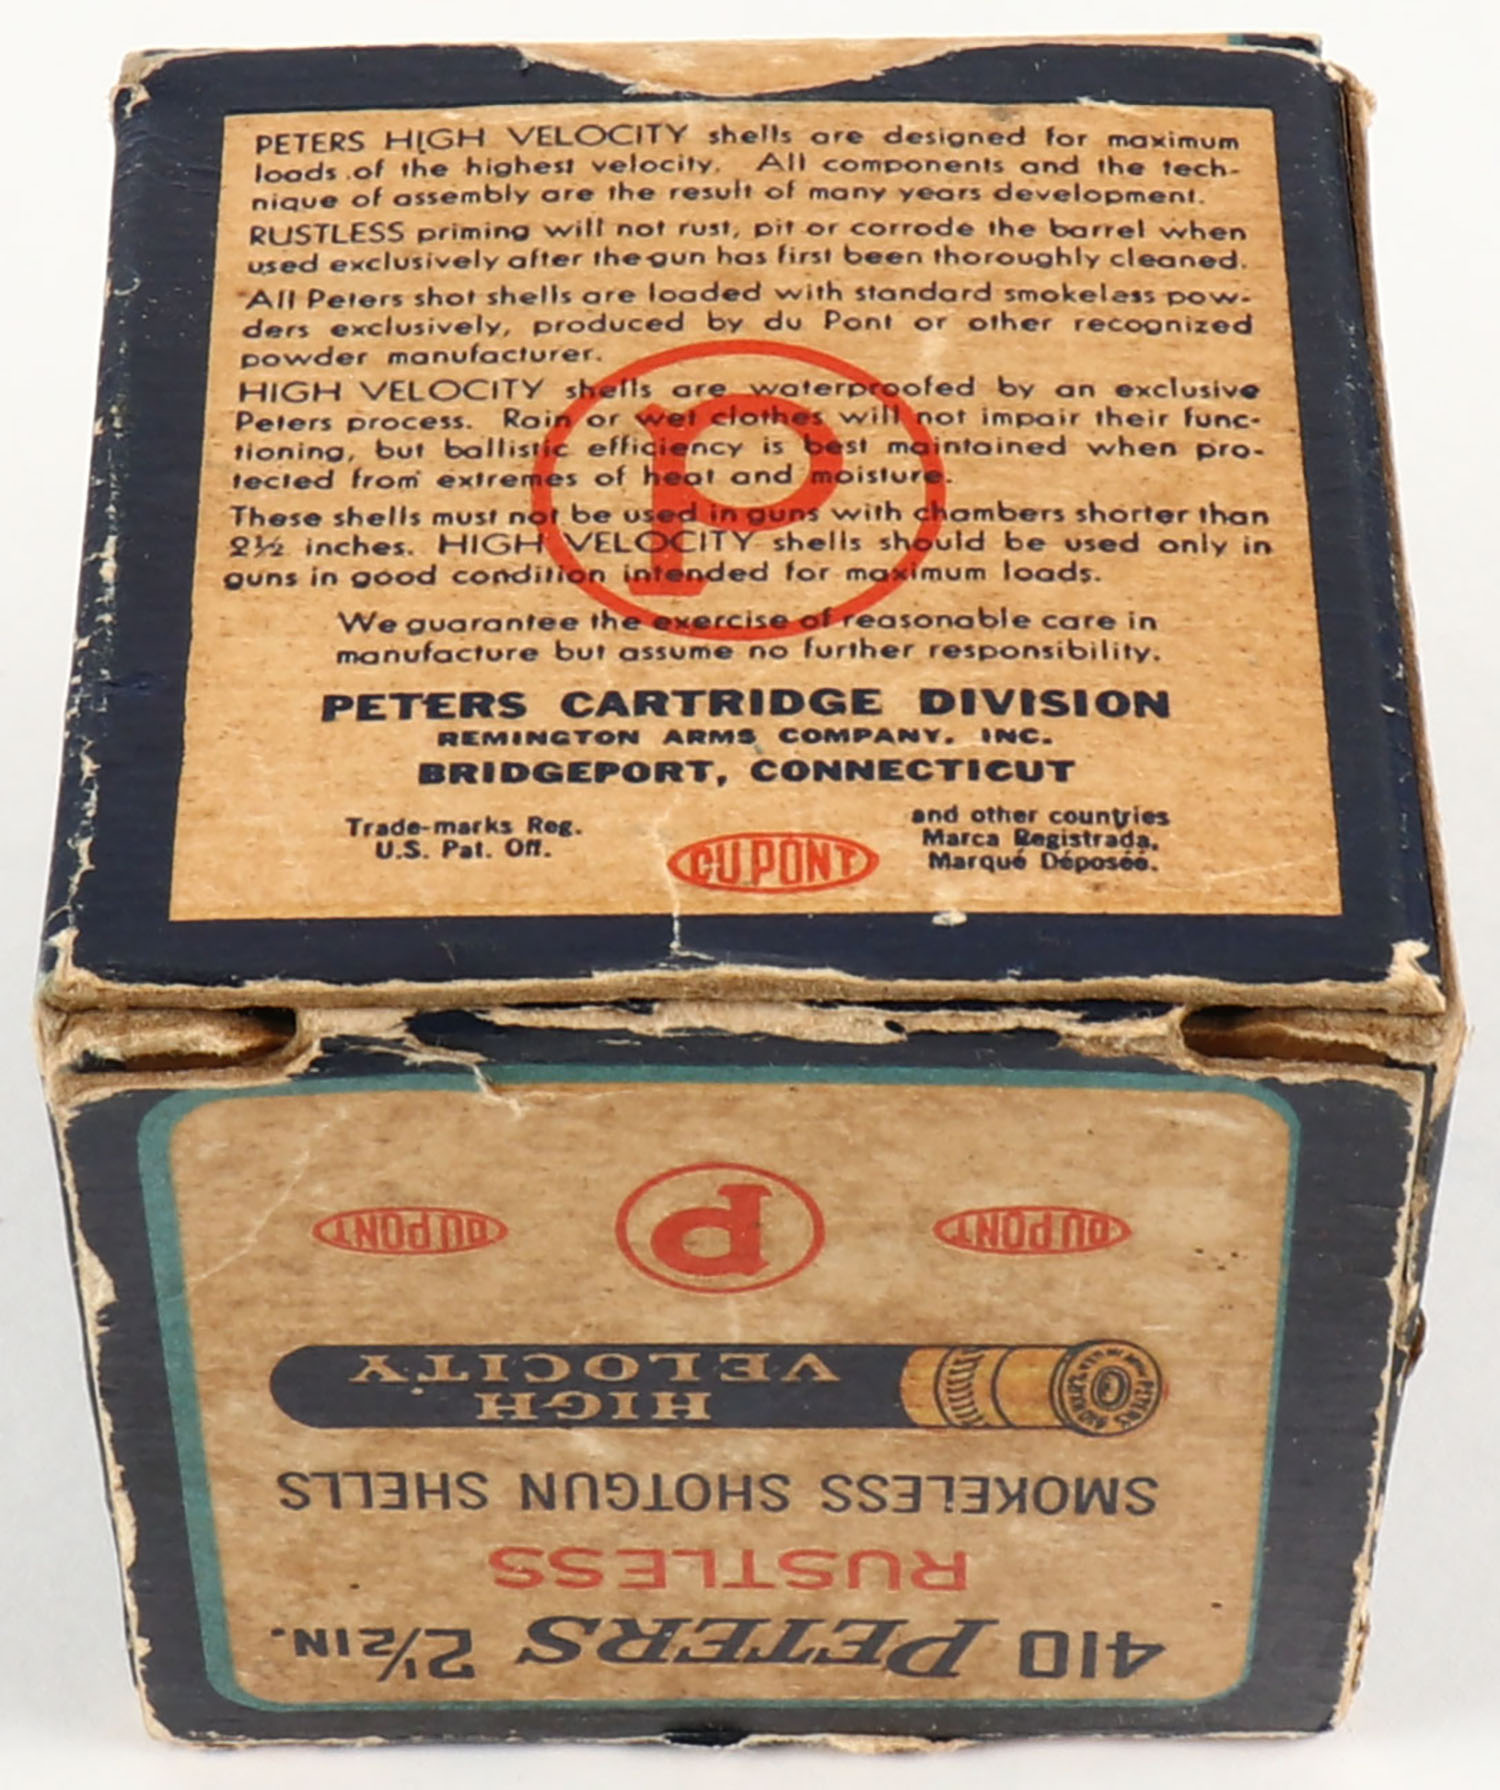 PETERS HIGH VELOCITY shells are designed for maximum
loads of the highest velocity. All components and the tech-
nique of assembly are the result of many years development.
RUSTLESS priming will not rust, pit or corrode the barrel when
used exclusively after the gun has first been thoroughly cleaned.
All Peters shot shells are loaded with standard smokeless pow-
ders exclusively, produced by du Pont or other recognized
powder manufacturer.
HIGH VELOCITY shells are waterproofed by an exclusive
Peters process. Rain or wet clothes will not impair their func-
tioning, but ballistic efficiency is best maintained when pro-
tected from extremes of heat and moisture.
These shells must not be used in guns with chambers shorter than
2½ inches. HIGH VELOCITY shells should be used only in
guns in good condition intended for maximum loads.
We guarantee the exercise of reasonable care in
manufacture but assume no further responsibility.
P
PETERS CARTRIDGE DIVISION
REMINGTON ARMS COMPANY, INC.
BRIDGEPORT, CONNECTICUT
Trade-marks Reg.
U.S. Pat. Off.
DU PONT
and other countries
Marca Registrada,
Marqué Déposée.
410 PETERS 2½ IN.
RUSTLESS
SMOKELESS SHOTGUN SHELLS
HIGH
VELOCITY
DU PONT
P
DU PONT